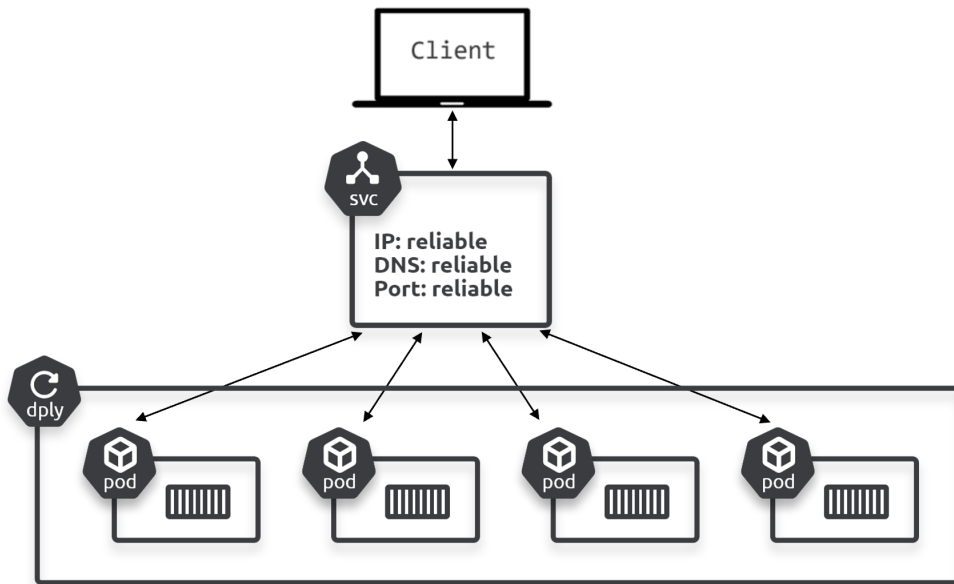 Client
svc
IP: reliable
DNS: reliable
Port: reliable
dply
pod
pod
pod
pod